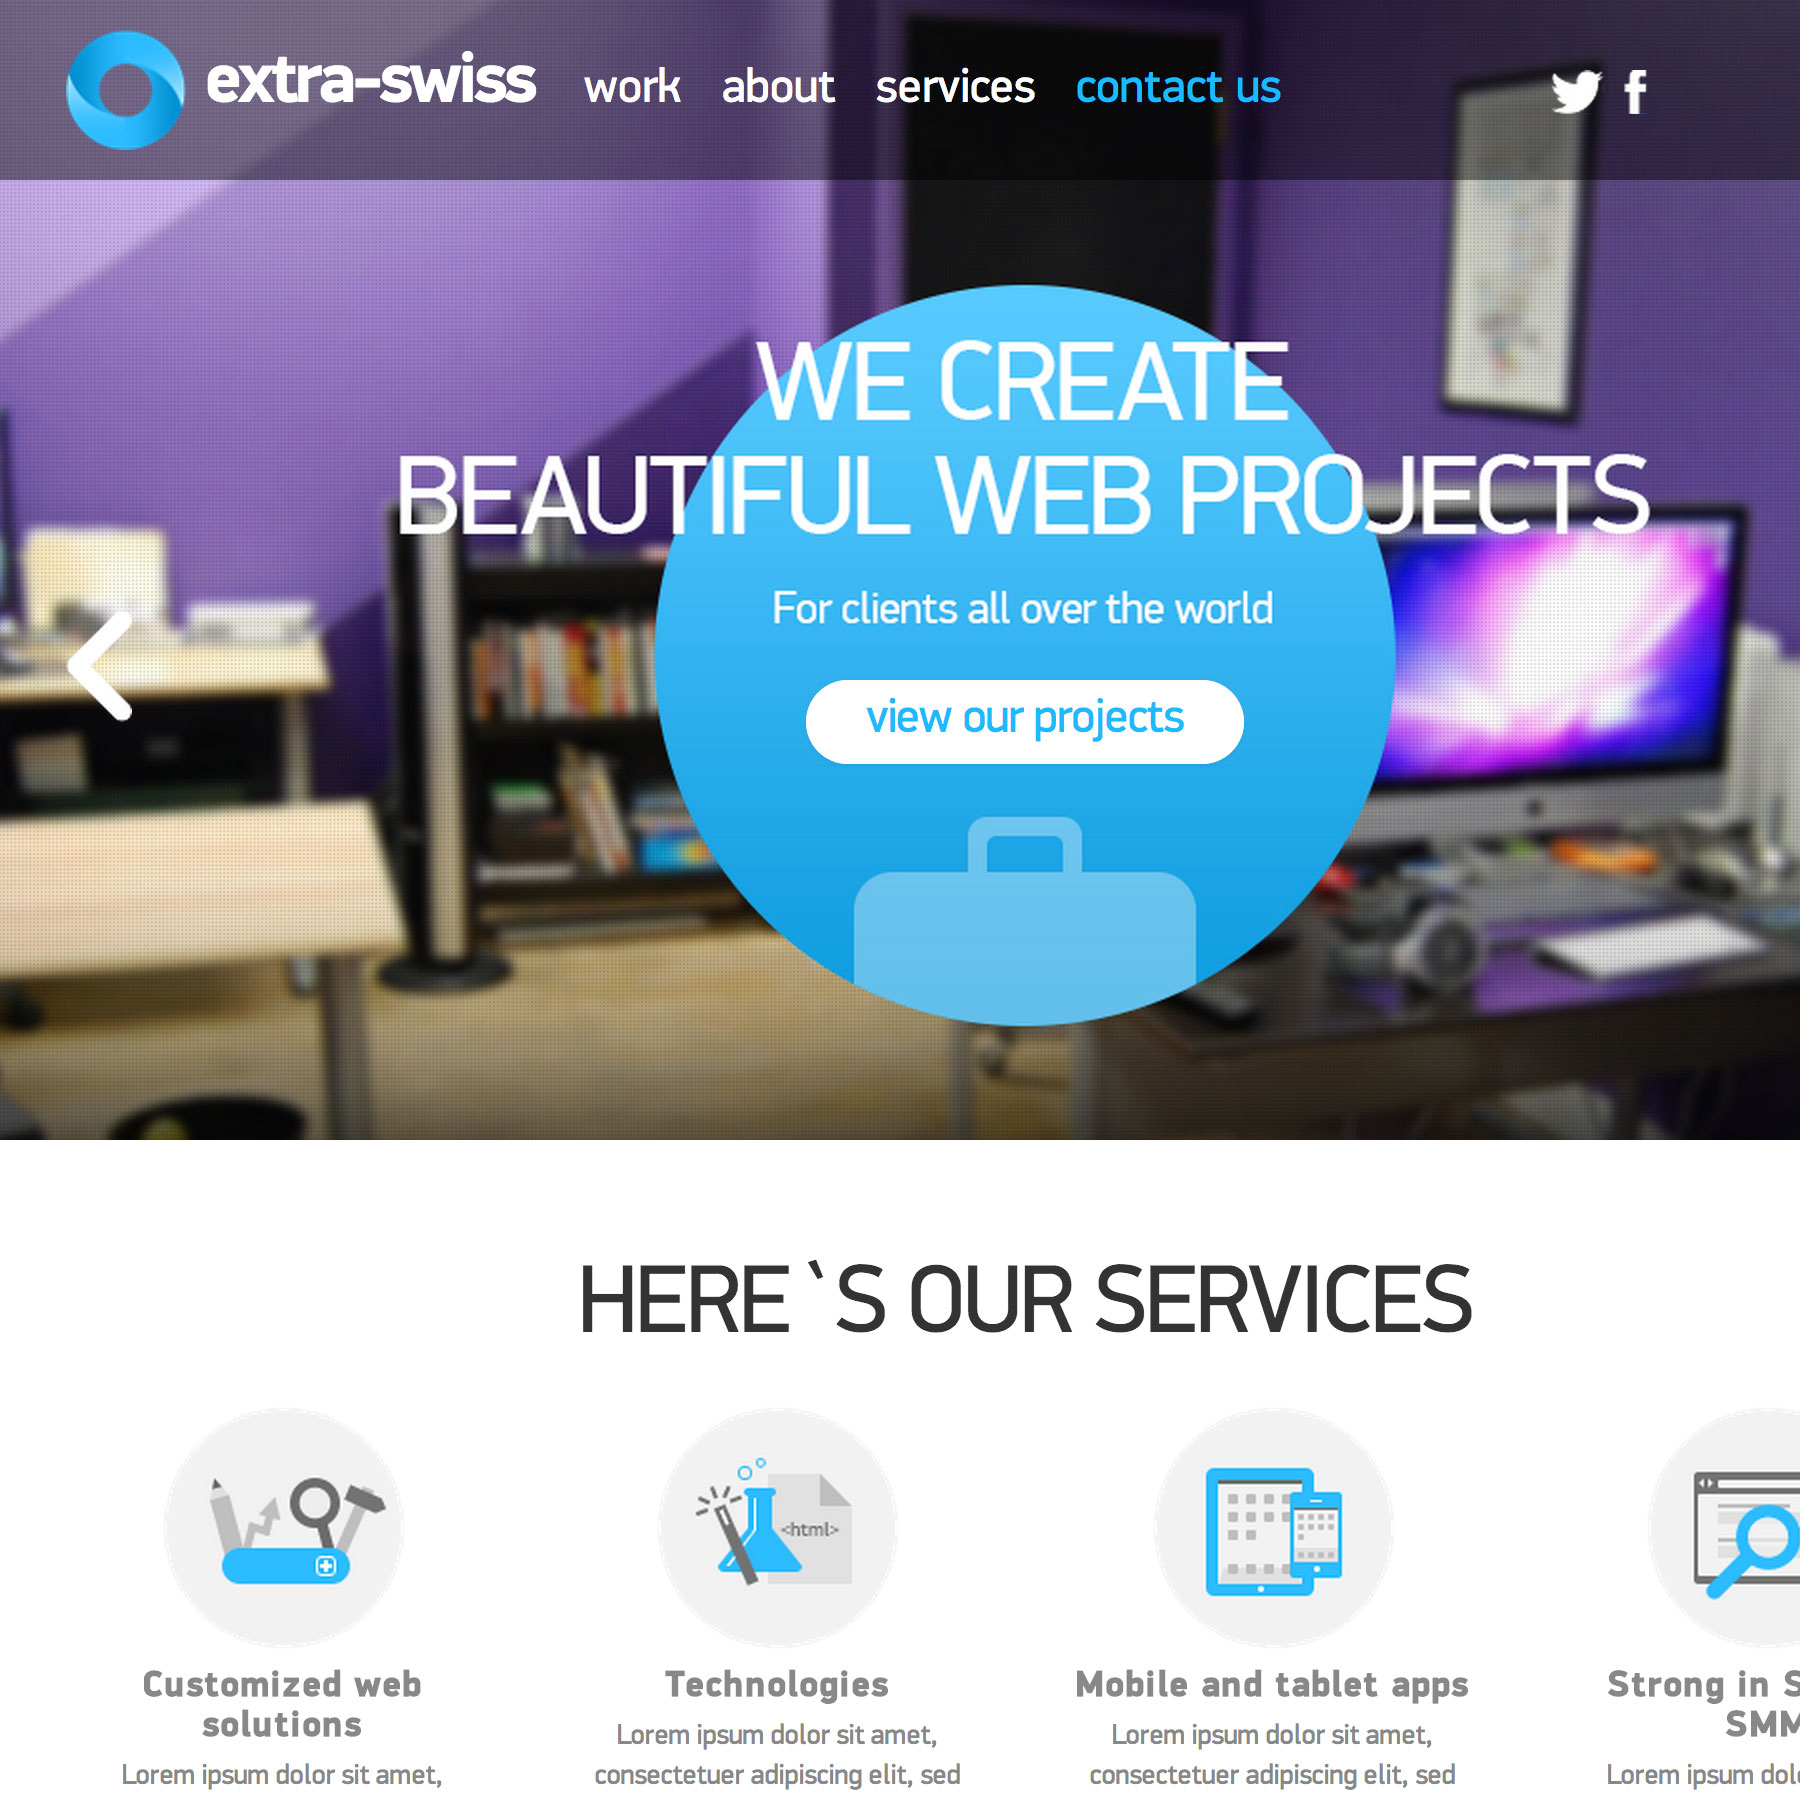 extra-swiss work about services contact us
WE CREATE
BEAUTIFUL WEB PROJECTS
For clients all over the world
view our projects
HERE`S OUR SERVICES
<html>
Customized web
solutions
Lorem ipsum dolor sit amet,
Technologies
Lorem ipsum dolor sit amet,
consectetuer adipiscing elit, sed
Mobile and tablet apps
Lorem ipsum dolor sit amet,
consectetuer adipiscing elit, sed
Strong in
SMM
Lorem ipsum